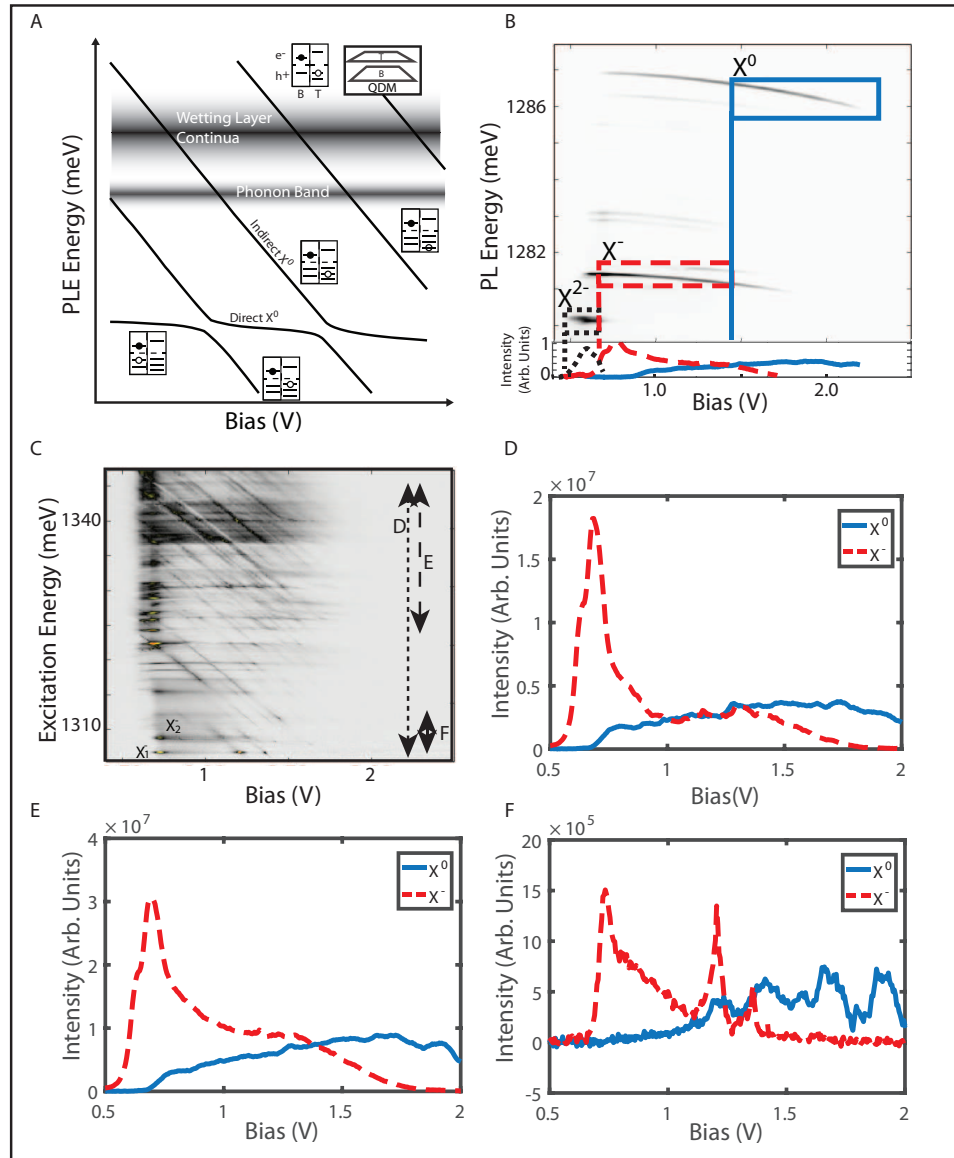 A
PLE Energy (meV)
e-
h+
B T
T
B
QDM
Wetting Layer
Continua
Phonon Band
Indirect X⁰
Direct X⁰
Bias (V)
B
PL Energy (meV)
1286
1282
X⁰
X⁻
X²⁻
Intensity
(Arb. Units)
1
0
1.0
2.0
Bias (V)
C
Excitation Energy (meV)
1340
1310
D
E
F
X₂⁻
X₁⁻
1
2
Bias (V)
D
× 10⁷
Intensity (Arb. Units)
2
1.5
1
0.5
0
X⁰
X⁻
0.5
1
1.5
2
Bias(V)
E
× 10⁷
Intensity (Arb. Units)
4
3
2
1
0
X⁰
X⁻
0.5
1
1.5
2
Bias (V)
F
× 10⁵
Intensity (Arb. Units)
20
15
10
5
0
-5
X⁰
X⁻
0.5
1
1.5
2
Bias (V)